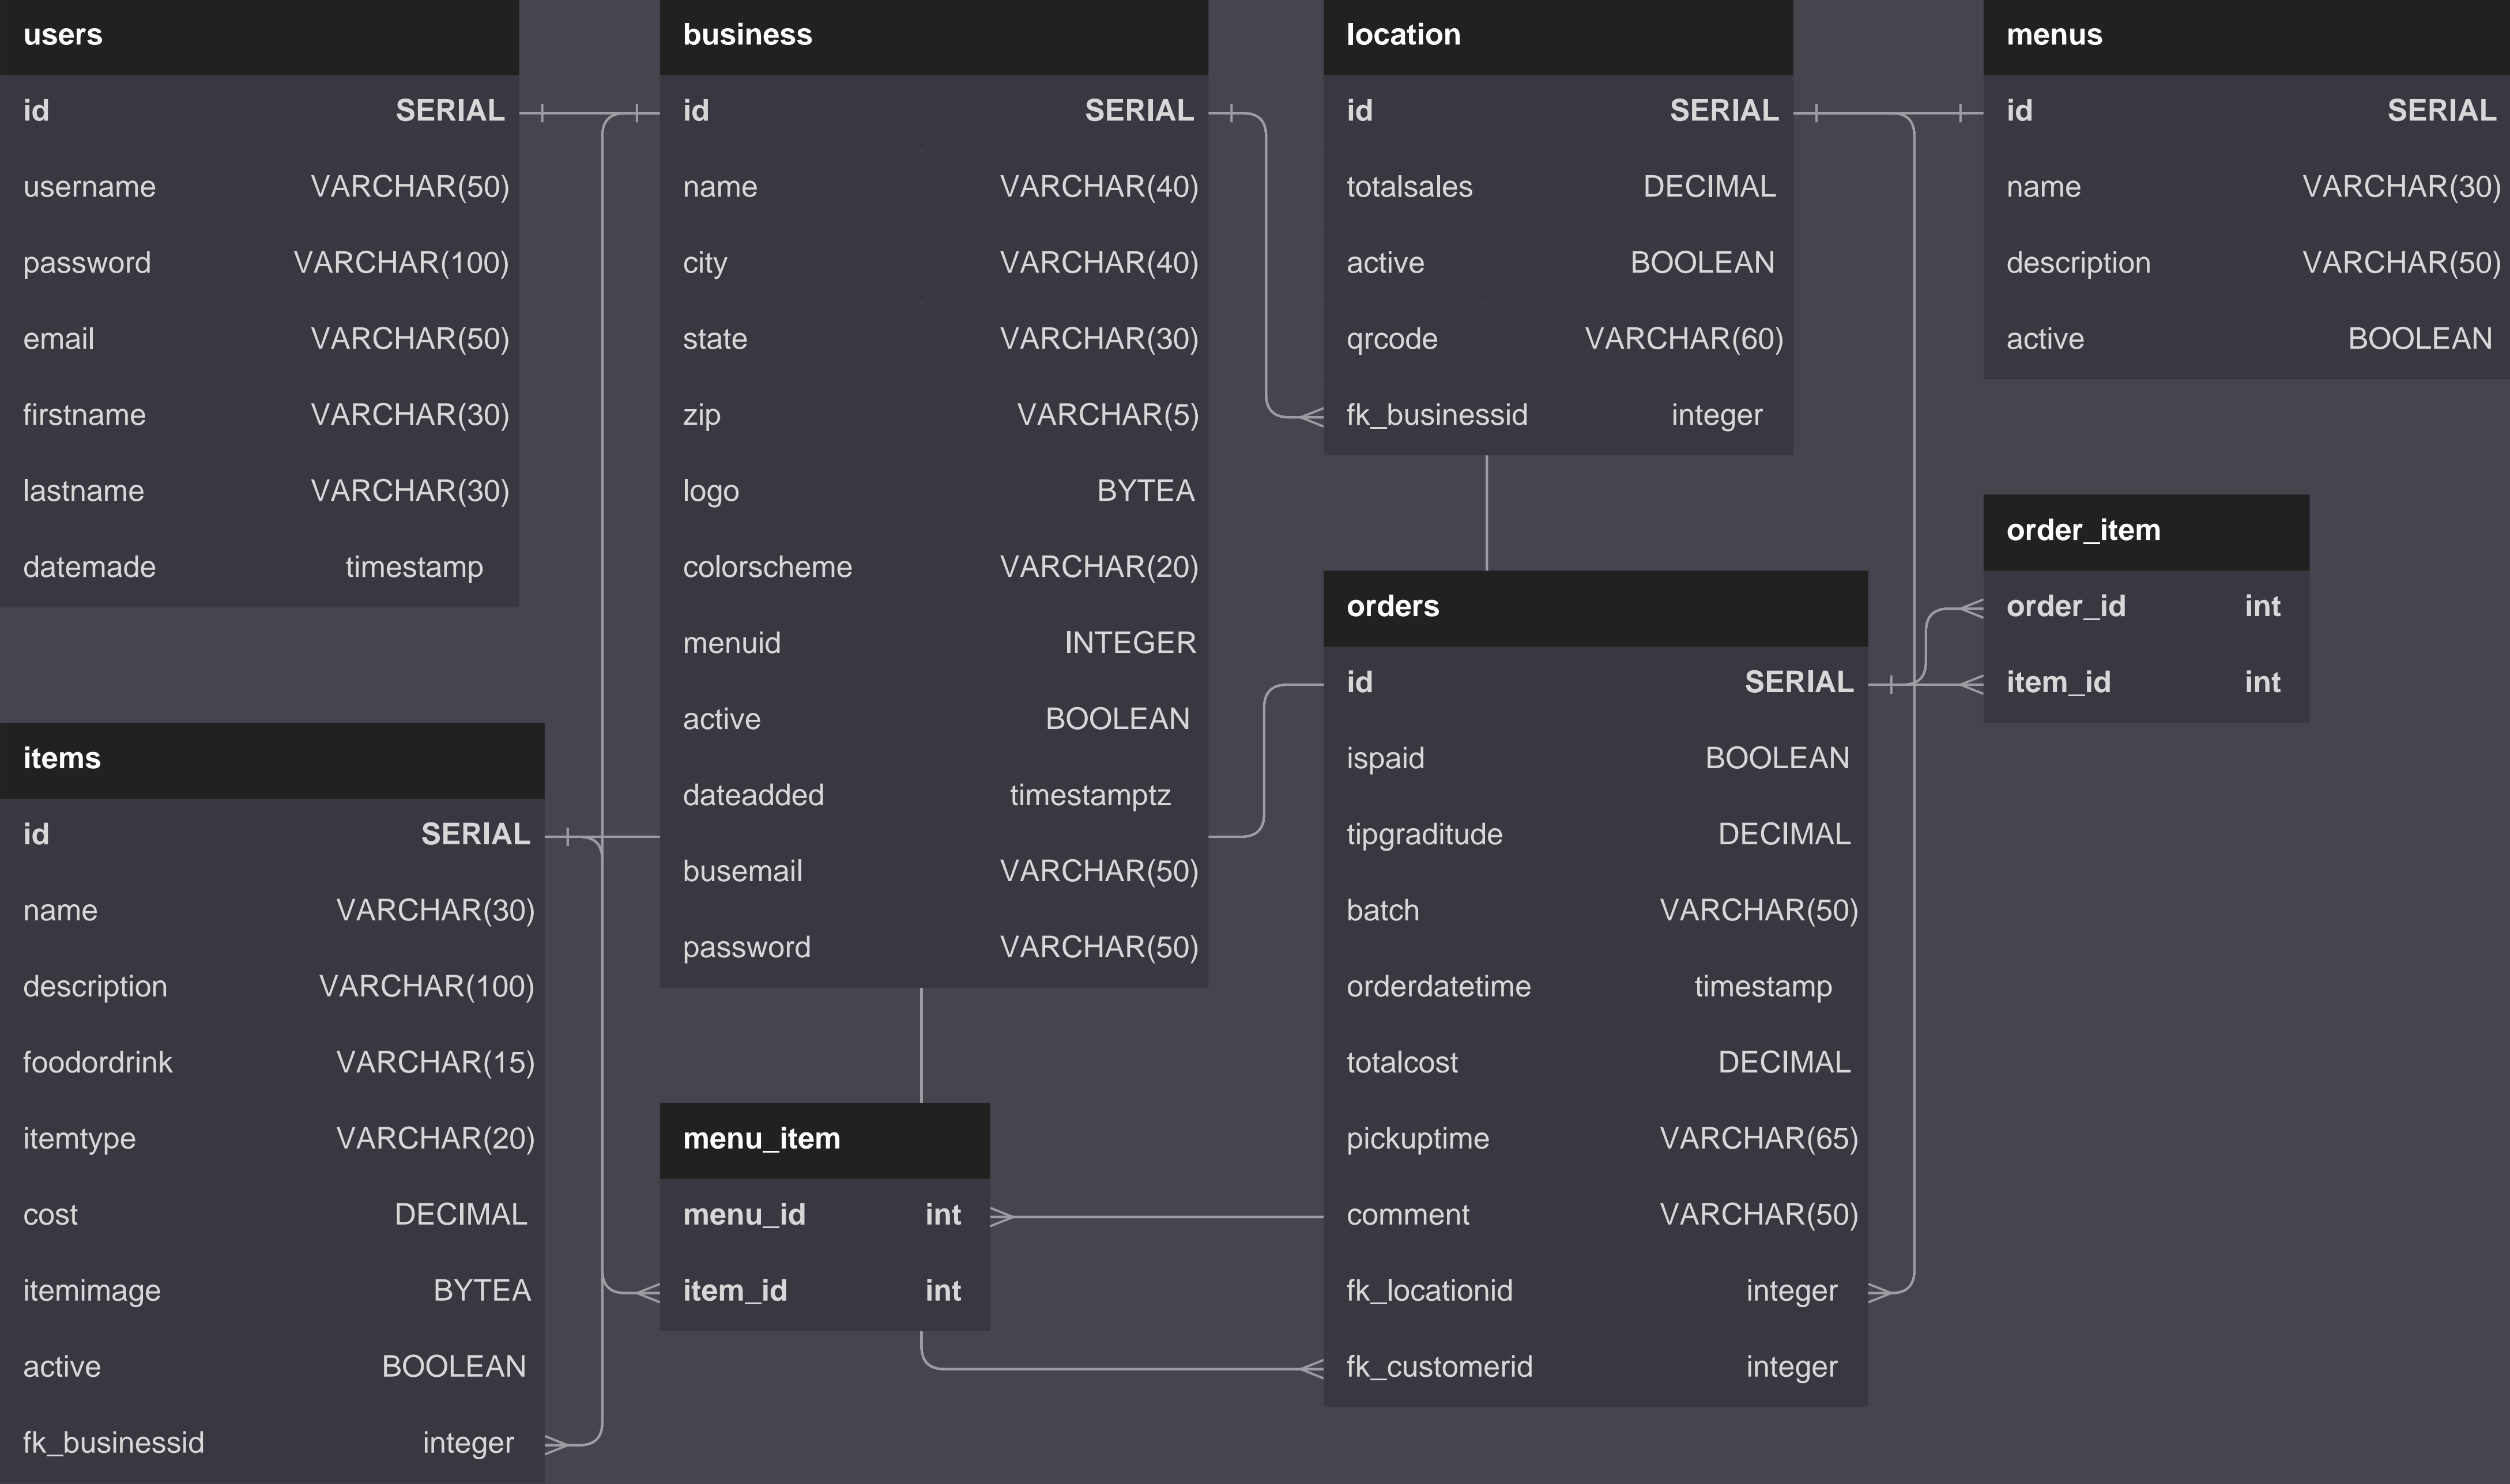 users
id SERIAL
username VARCHAR(50)
password VARCHAR(100)
email VARCHAR(50)
firstname VARCHAR(30)
lastname VARCHAR(30)
datemade timestamp
business
id SERIAL
name VARCHAR(40)
city VARCHAR(40)
state VARCHAR(30)
zip VARCHAR(5)
logo BYTEA
colorscheme VARCHAR(20)
menuid INTEGER
active BOOLEAN
dateadded timestamptz
busemail VARCHAR(50)
password VARCHAR(50)
location
id SERIAL
totalsales DECIMAL
active BOOLEAN
qrcode VARCHAR(60)
fk_businessid integer
menus
id SERIAL
name VARCHAR(30)
description VARCHAR(50)
active BOOLEAN
order_item
order_id int
item_id int
orders
id SERIAL
ispaid BOOLEAN
tipgraditude DECIMAL
batch VARCHAR(50)
orderdatetime timestamp
totalcost DECIMAL
pickuptime VARCHAR(65)
comment VARCHAR(50)
fk_locationid integer
fk_customerid integer
items
id SERIAL
name VARCHAR(30)
description VARCHAR(100)
foodordrink VARCHAR(15)
itemtype VARCHAR(20)
cost DECIMAL
itemimage BYTEA
active BOOLEAN
fk_businessid integer
menu_item
menu_id int
item_id int